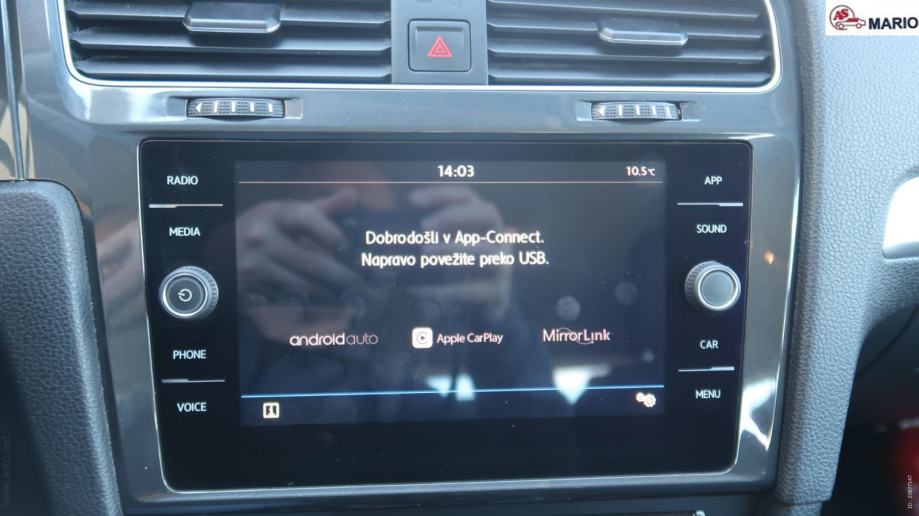 AS MARIO
14:03
10.5°C
RADIO
APP
MEDIA
SOUND
Dobrodošli v App-Connect.
Napravo povežite preko USB.
androidauto
Apple CarPlay
MirrorLink
PHONE
CAR
VOICE
MENU